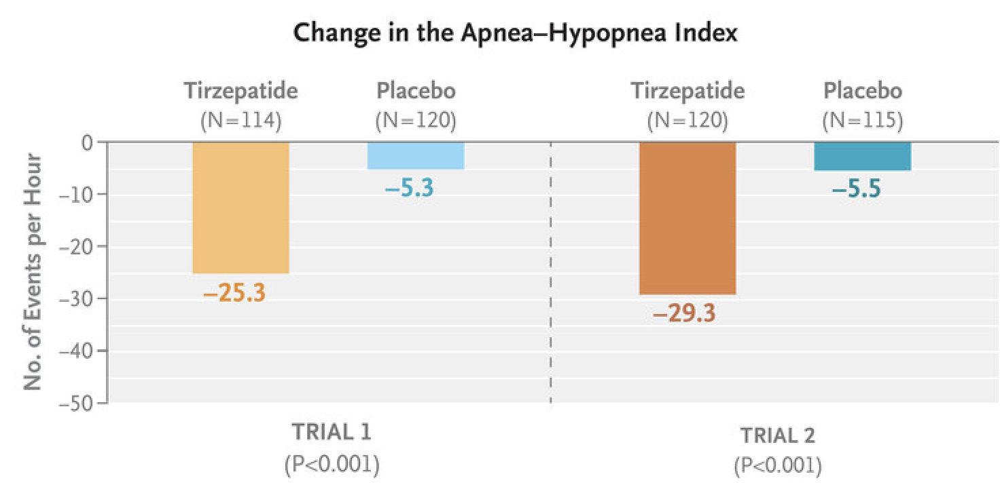 Change in the Apnea–Hypopnea Index
Tirzepatide Placebo Tirzepatide Placebo
(N=114) (N=120) (N=120) (N=115)
No. of Events per Hour
0
–10
–20
–30
–40
–50
–25.3
–5.3
–29.3
–5.5
TRIAL 1 TRIAL 2
(P<0.001) (P<0.001)